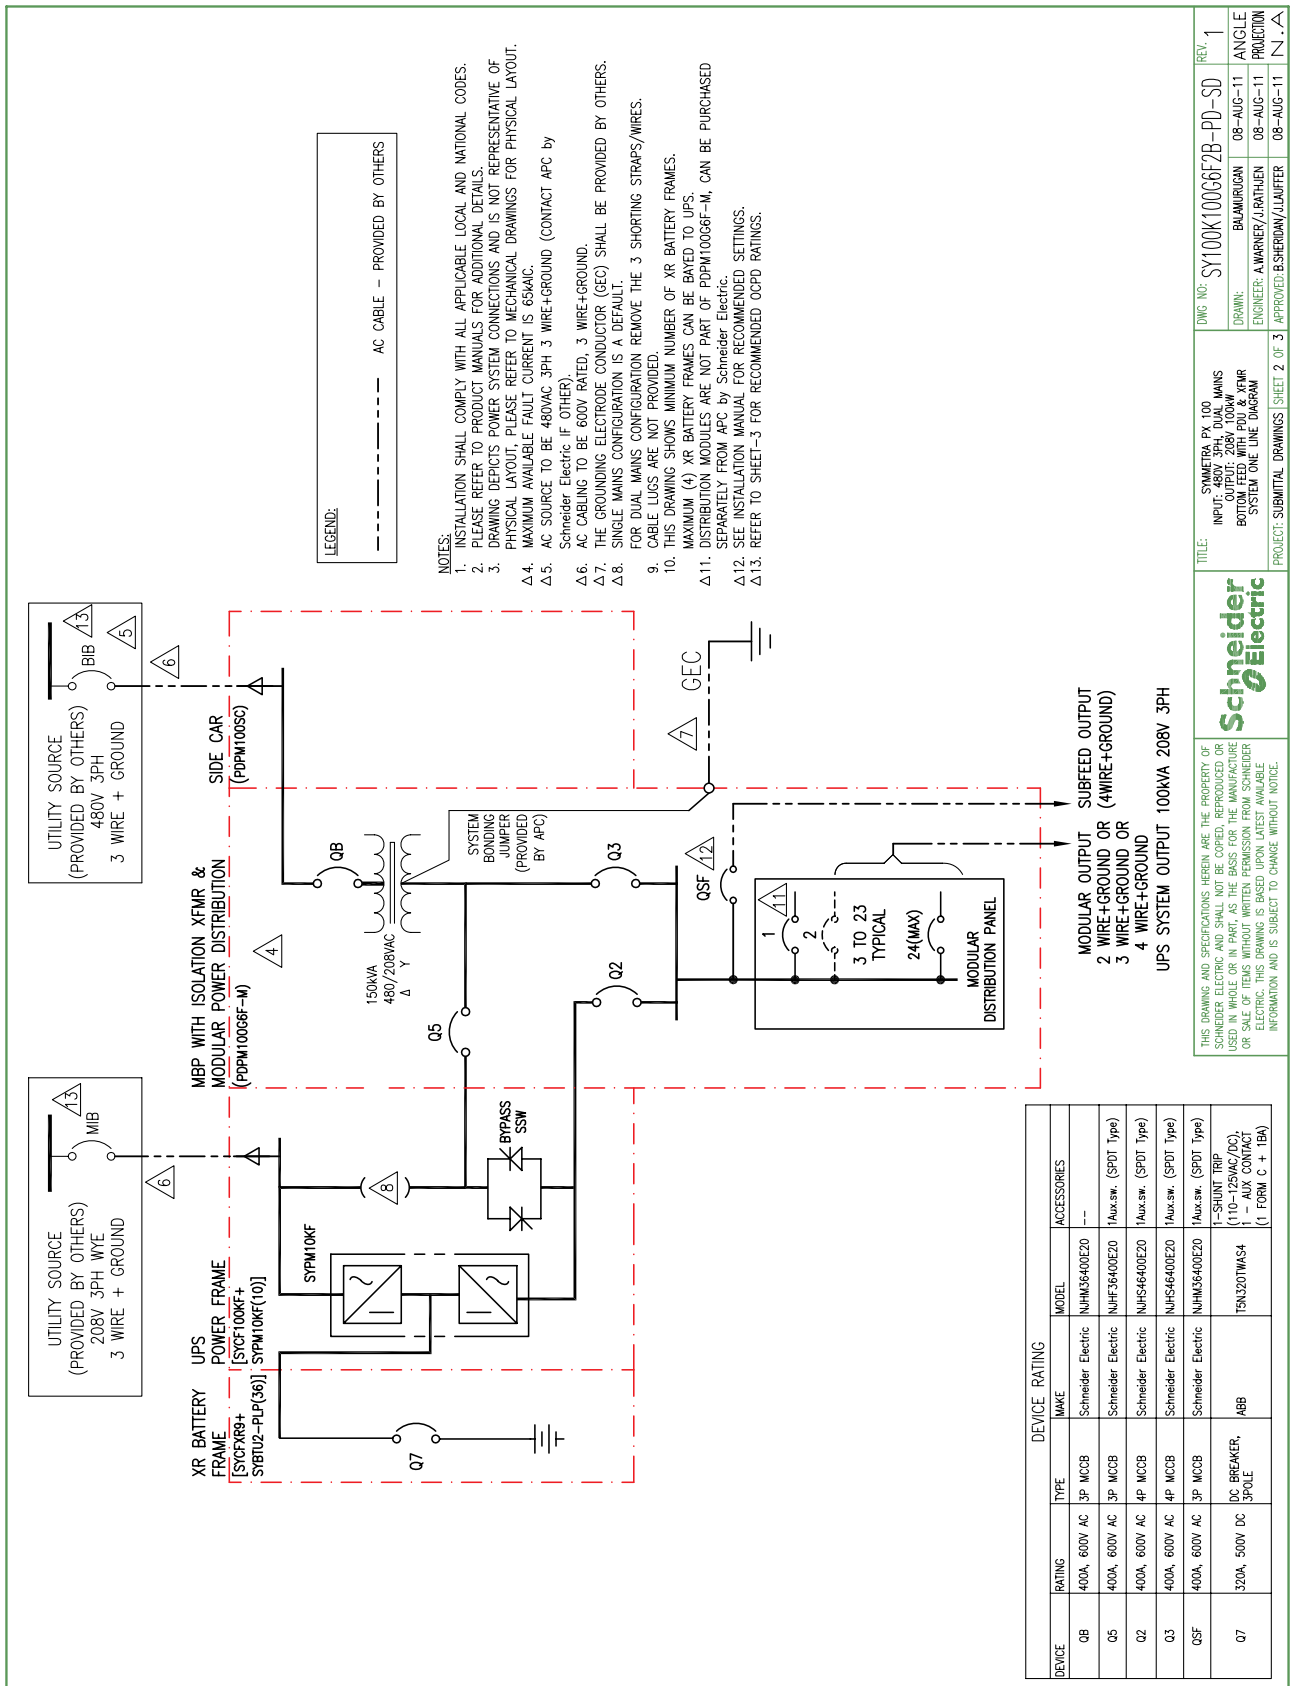 UTILITY SOURCE
(PROVIDED BY OTHERS)
208V 3PH WYE
3 WIRE + GROUND
MIB
13
6
UTILITY SOURCE
(PROVIDED BY OTHERS)
480V 3PH
3 WIRE + GROUND
BIB
13
5
6
XR BATTERY
FRAME
[SYCFXR9+
SYBTU2-PLP(36)]
UPS
POWER FRAME
[SYCF100KF+
SYPM10KF(10)]
MBP WITH ISOLATION XFMR &
MODULAR POWER DISTRIBUTION
(PDPM100G6F-M)
4
SIDE CAR
(PDPM100SC)
SYPM10KF
8
BYPASS
SSW
Q7
Q5
150kVA
480/208VAC
Δ Y
QB
SYSTEM
BONDING
JUMPER
(PROVIDED
BY APC)
7
GEC
Q2
Q3
QSF
12
11
1
2
3 TO 23
TYPICAL
24(MAX)
MODULAR
DISTRIBUTION PANEL
MODULAR OUTPUT
2 WIRE+GROUND OR
3 WIRE+GROUND OR
4 WIRE+GROUND
SUBFEED OUTPUT
(4WIRE+GROUND)
UPS SYSTEM OUTPUT 100kVA 208V 3PH
LEGEND:
AC CABLE - PROVIDED BY OTHERS
NOTES:
1. INSTALLATION SHALL COMPLY WITH ALL APPLICABLE LOCAL AND NATIONAL CODES.
2. PLEASE REFER TO PRODUCT MANUALS FOR ADDITIONAL DETAILS.
3. DRAWING DEPICTS POWER SYSTEM CONNECTIONS AND IS NOT REPRESENTATIVE OF
PHYSICAL LAYOUT, PLEASE REFER TO MECHANICAL DRAWINGS FOR PHYSICAL LAYOUT.
Δ4. MAXIMUM AVAILABLE FAULT CURRENT IS 65kAIC.
Δ5. AC SOURCE TO BE 480VAC 3PH 3 WIRE+GROUND (CONTACT APC by
Schneider Electric IF OTHER).
Δ6. AC CABLING TO BE 600V RATED, 3 WIRE+GROUND.
Δ7. THE GROUNDING ELECTRODE CONDUCTOR (GEC) SHALL BE PROVIDED BY OTHERS.
Δ8. SINGLE MAINS CONFIGURATION IS A DEFAULT.
FOR DUAL MAINS CONFIGURATION REMOVE THE 3 SHORTING STRAPS/WIRES.
9. CABLE LUGS ARE NOT PROVIDED.
10. THIS DRAWING SHOWS MINIMUM NUMBER OF XR BATTERY FRAMES.
MAXIMUM (4) XR BATTERY FRAMES CAN BE BAYED TO UPS.
Δ11. DISTRIBUTION MODULES ARE NOT PART OF PDPM100G6F-M, CAN BE PURCHASED
SEPARATELY FROM APC by Schneider Electric.
Δ12. SEE INSTALLATION MANUAL FOR RECOMMENDED SETTINGS.
Δ13. REFER TO SHEET-3 FOR RECOMMENDED OCPD RATINGS.
DEVICE RATING
DEVICE RATING TYPE MAKE MODEL ACCESSORIES
QB 400A, 600V AC 3P MCCB Schneider Electric NJHM36400E20 --
Q5 400A, 600V AC 3P MCCB Schneider Electric NJHF36400E20 1Aux.sw. (SPDT Type)
Q2 400A, 600V AC 4P MCCB Schneider Electric NJHS46400E20 1Aux.sw. (SPDT Type)
Q3 400A, 600V AC 4P MCCB Schneider Electric NJHS46400E20 1Aux.sw. (SPDT Type)
QSF 400A, 600V AC 3P MCCB Schneider Electric NJHM36400E20 1Aux.sw. (SPDT Type)
Q7 320A, 500V DC DC BREAKER, 3POLE ABB T5N320TWAS4 1-SHUNT TRIP
(110-125VAC/DC),
1 - AUX CONTACT
(1 FORM C + 1BA)
THIS DRAWING AND SPECIFICATIONS HEREIN ARE THE PROPERTY OF
SCHNEIDER ELECTRIC AND SHALL NOT BE COPIED, REPRODUCED OR
USED IN WHOLE OR IN PART, AS THE BASIS FOR THE MANUFACTURE
OR SALE OF ITEMS WITHOUT WRITTEN PERMISSION FROM SCHNEIDER
ELECTRIC. THIS DRAWING IS BASED UPON LATEST AVAILABLE
INFORMATION AND IS SUBJECT TO CHANGE WITHOUT NOTICE.
Schneider
Electric
TITLE: SYMMETRA PX 100
INPUT: 480V 3PH, DUAL MAINS
OUTPUT: 208V 100kW
BOTTOM FEED WITH PDU & XFMR
SYSTEM ONE LINE DIAGRAM
PROJECT: SUBMITTAL DRAWINGS SHEET 2 OF 3
DWG NO: SY100K100G6F2B-PD-SD REV. 1
DRAWN: BALAMURUGAN 08-AUG-11
ENGINEER: A.WARNER/J.RATHJEN 08-AUG-11
APPROVED: B.SHERIDAN/J.LAUFFER 08-AUG-11
ANGLE
PROJECTION
N.A